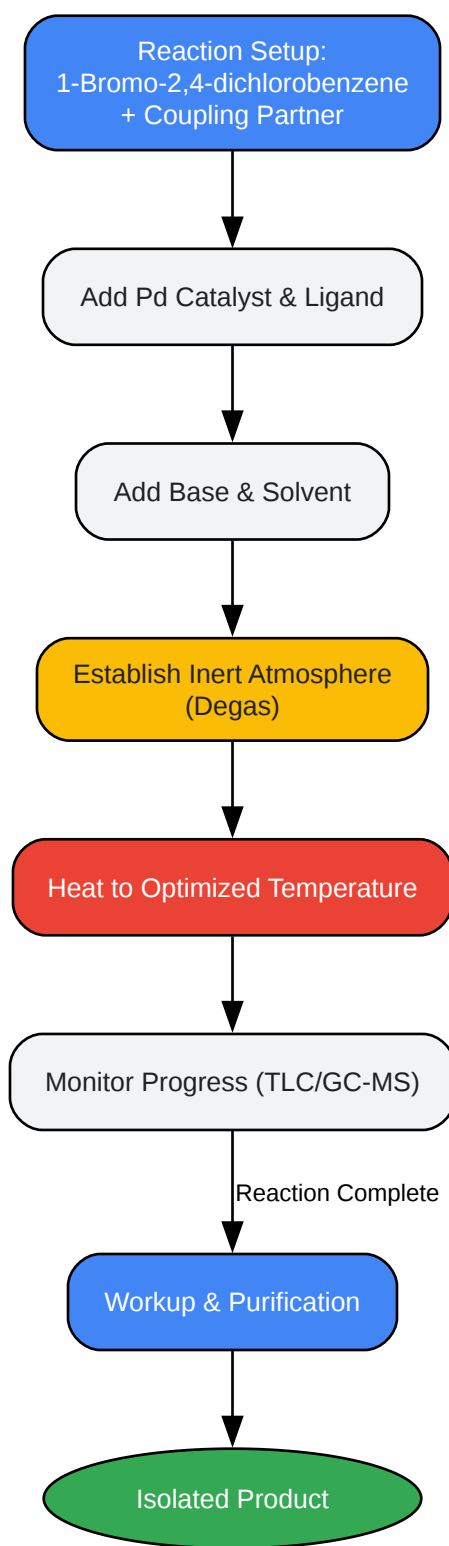 Reaction Setup:
1-Bromo-2,4-dichlorobenzene
+ Coupling Partner
Add Pd Catalyst & Ligand
Add Base & Solvent
Establish Inert Atmosphere
(Degas)
Heat to Optimized Temperature
Monitor Progress (TLC/GC-MS)
Reaction Complete
Workup & Purification
Isolated Product